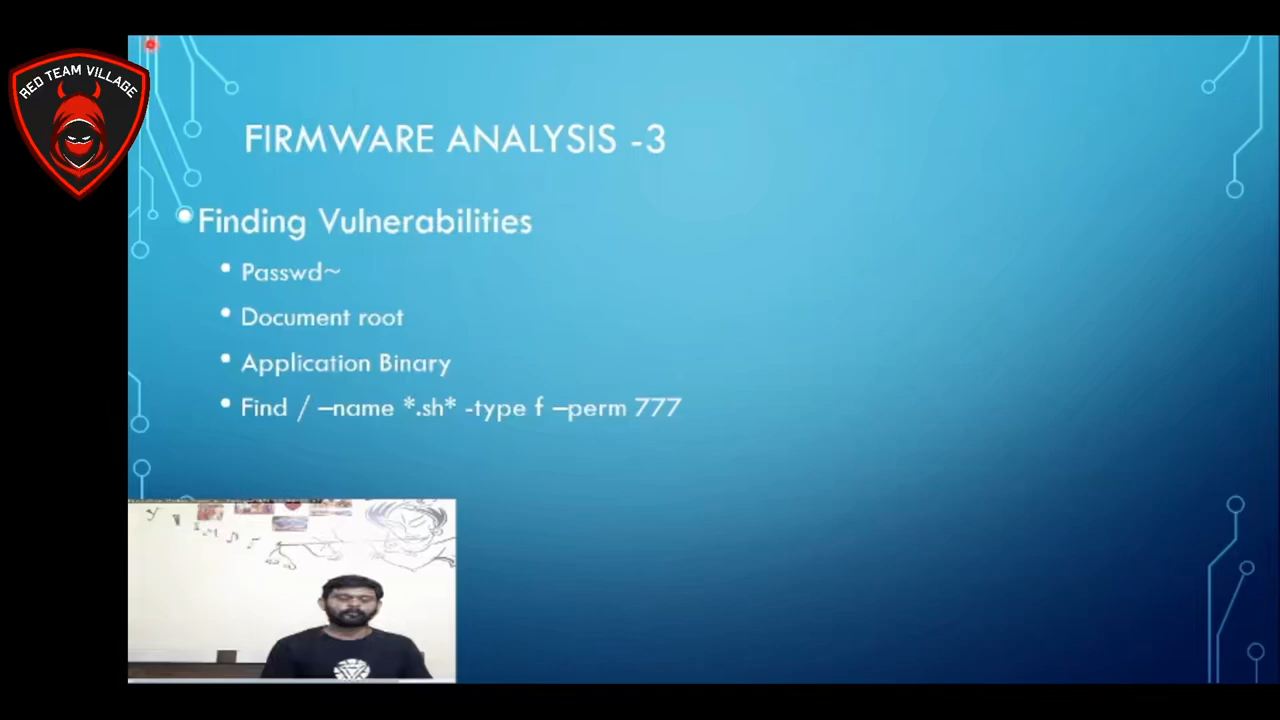 RED TEAM VILLAGE
FIRMWARE ANALYSIS -3
Finding Vulnerabilities
Passwd~
Document root
Application Binary
Find / –name *.sh* -type f –perm 777